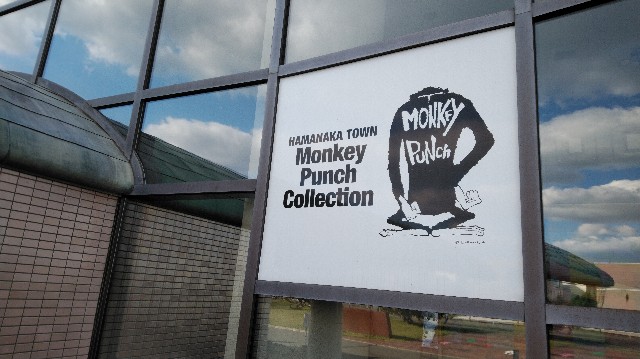 HAMANAKA TOWN
Monkey
Punch
Collection
MONKEY
PUNCH